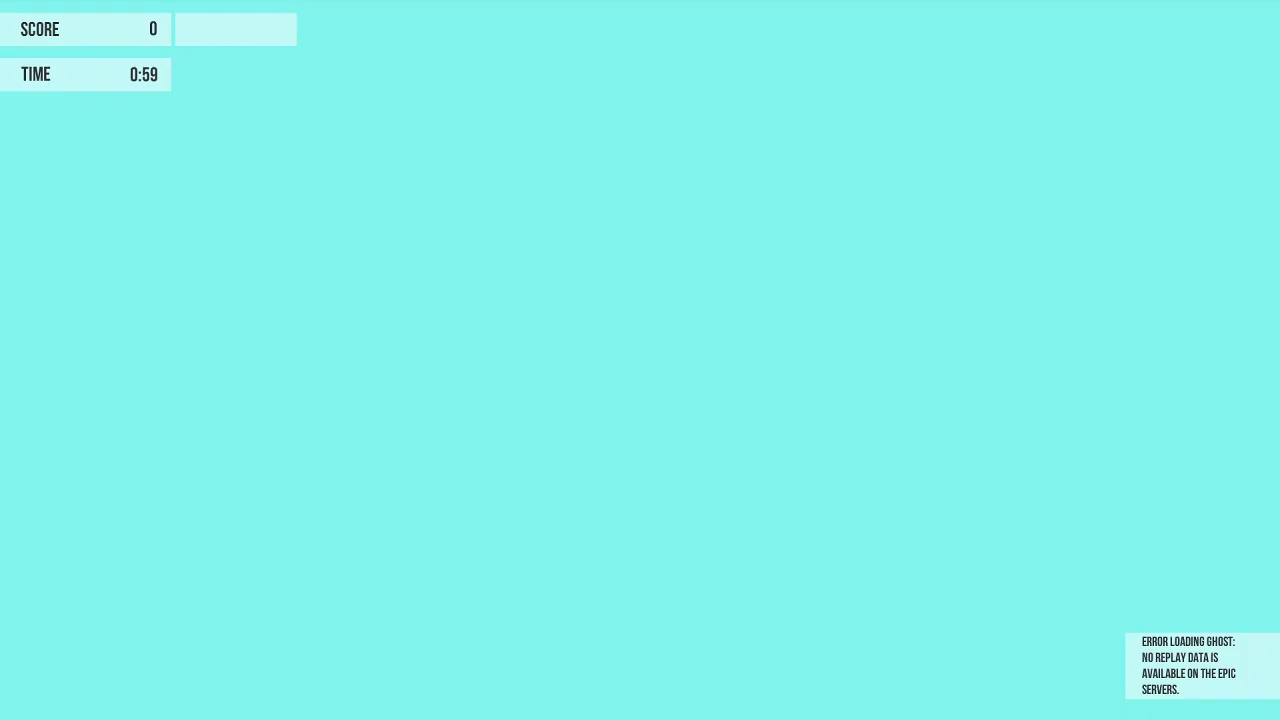 SCORE 0
TIME 0:59
ERROR LOADING GHOST:
NO REPLAY DATA IS
AVAILABLE ON THE EPIC
SERVERS.